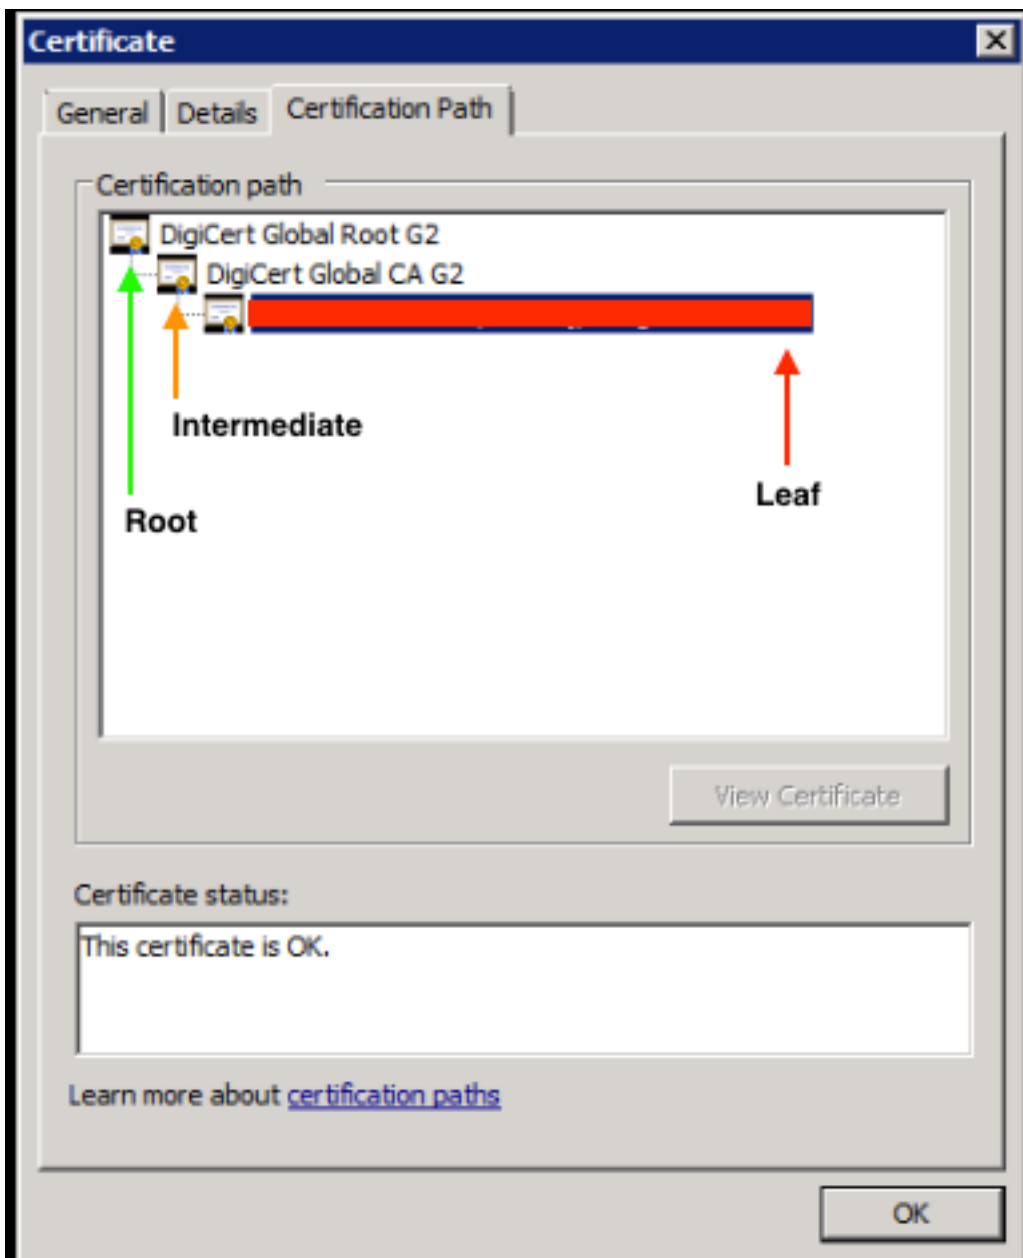 Certificate
General Details Certification Path
Certification path
DigiCert Global Root G2
DigiCert Global CA G2
Intermediate
Leaf
Root
View Certificate
Certificate status:
This certificate is OK.
Learn more about certification paths
OK